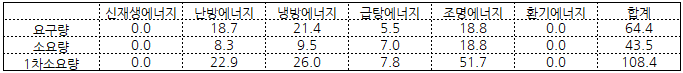 신재생에너지 난방에너지 냉방에너지 급탕에너지 조명에너지 환기에너지 합계
요구량 0.0 18.7 21.4 5.5 18.8 0.0 64.4
소요량 0.0 8.3 9.5 7.0 18.8 0.0 43.5
1차소요량 0.0 22.9 26.0 7.8 51.7 0.0 108.4